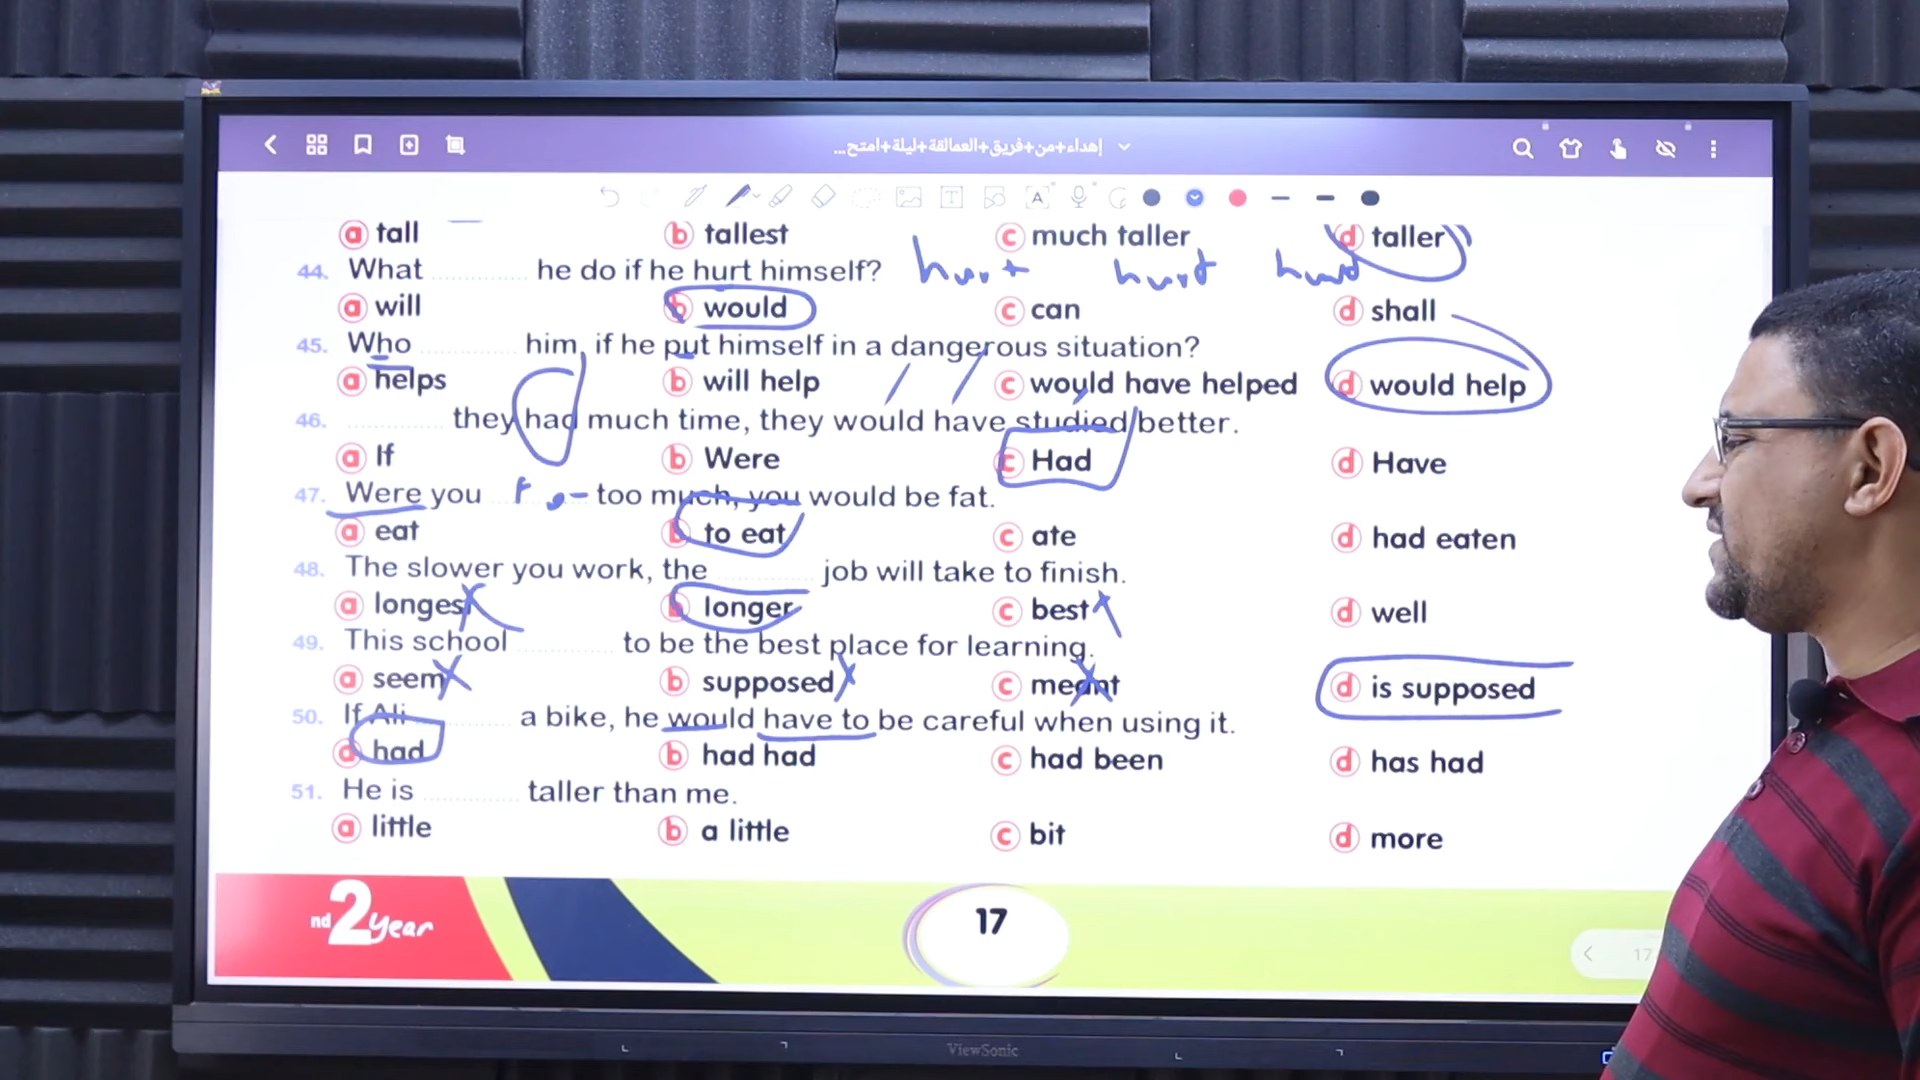 إهداء+من+فريق+العمالقة+ليلة+امتح...
a tall b tallest c much taller d taller
44. What .......... he do if he hurt himself? hurt hurt hurt
a will b would c can d shall
45. Who .......... him, if he put himself in a dangerous situation?
a helps b will help c would have helped d would help
46. .......... they had much time, they would have studied better.
a If b Were c Had d Have
47. Were you .......... too much, you would be fat.
a eat b to eat c ate d had eaten
48. The slower you work, the .......... job will take to finish.
a longest b longer c best d well
49. This school .......... to be the best place for learning.
a seem b supposed c meant d is supposed
50. If Ali .......... a bike, he would have to be careful when using it.
a had b had had c had been d has had
51. He is .......... taller than me.
a little b a little c bit d more
2nd year
17
17
ViewSonic